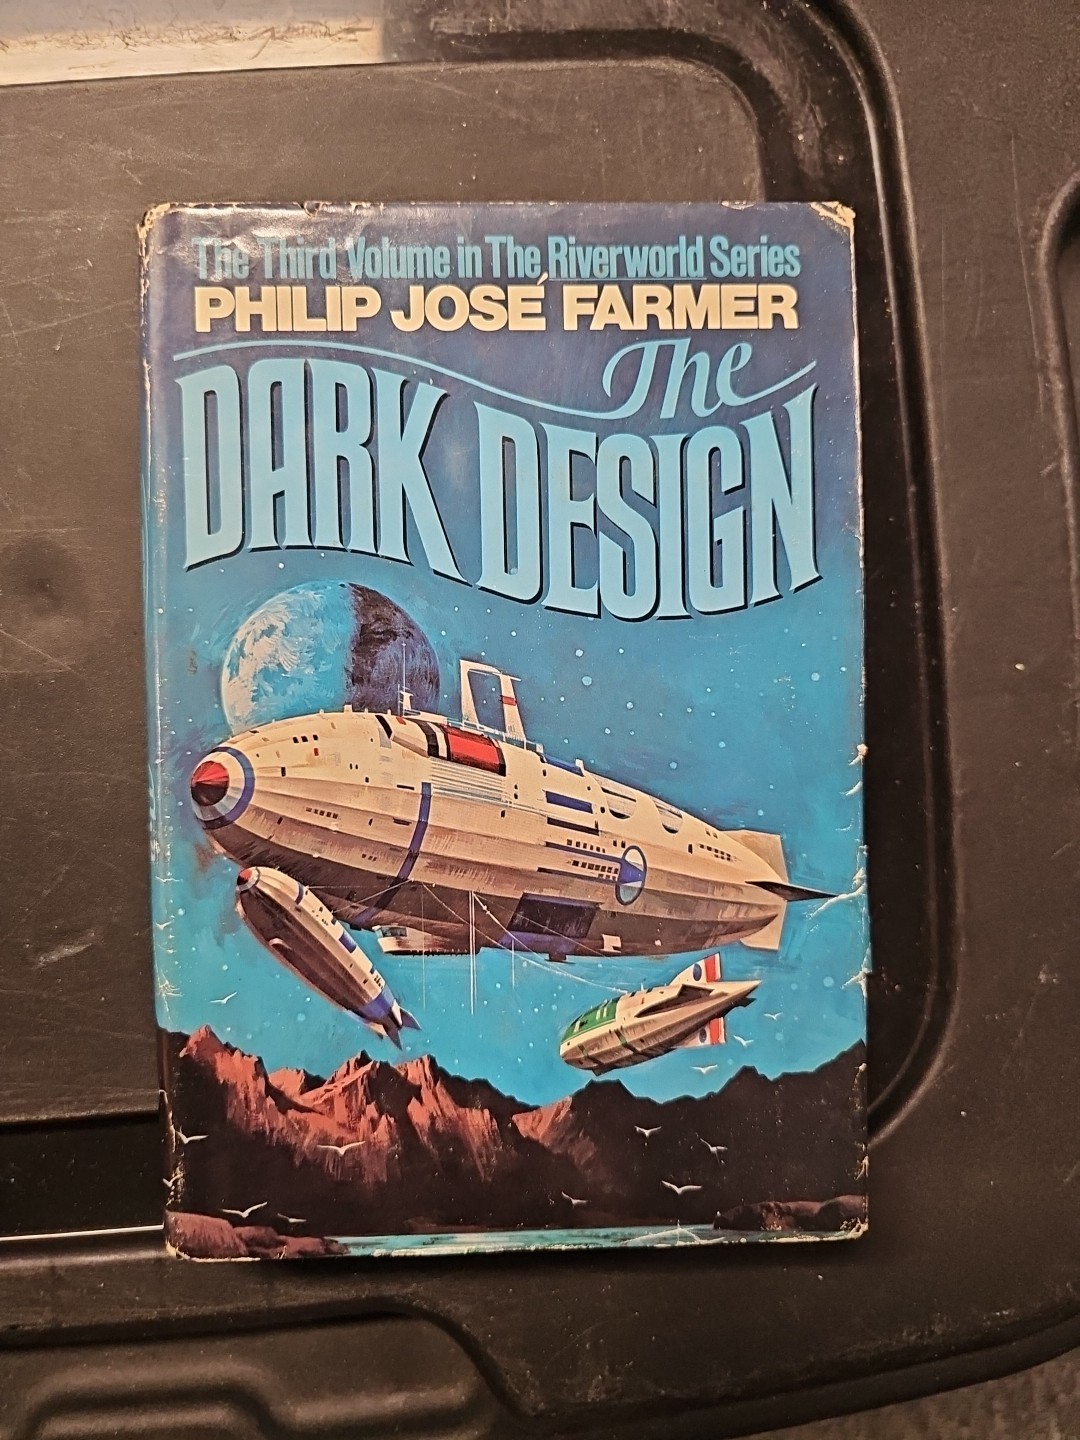 The Third Volume in The Riverworld Series
PHILIP JOSÉ FARMER
The
DARK DESIGN